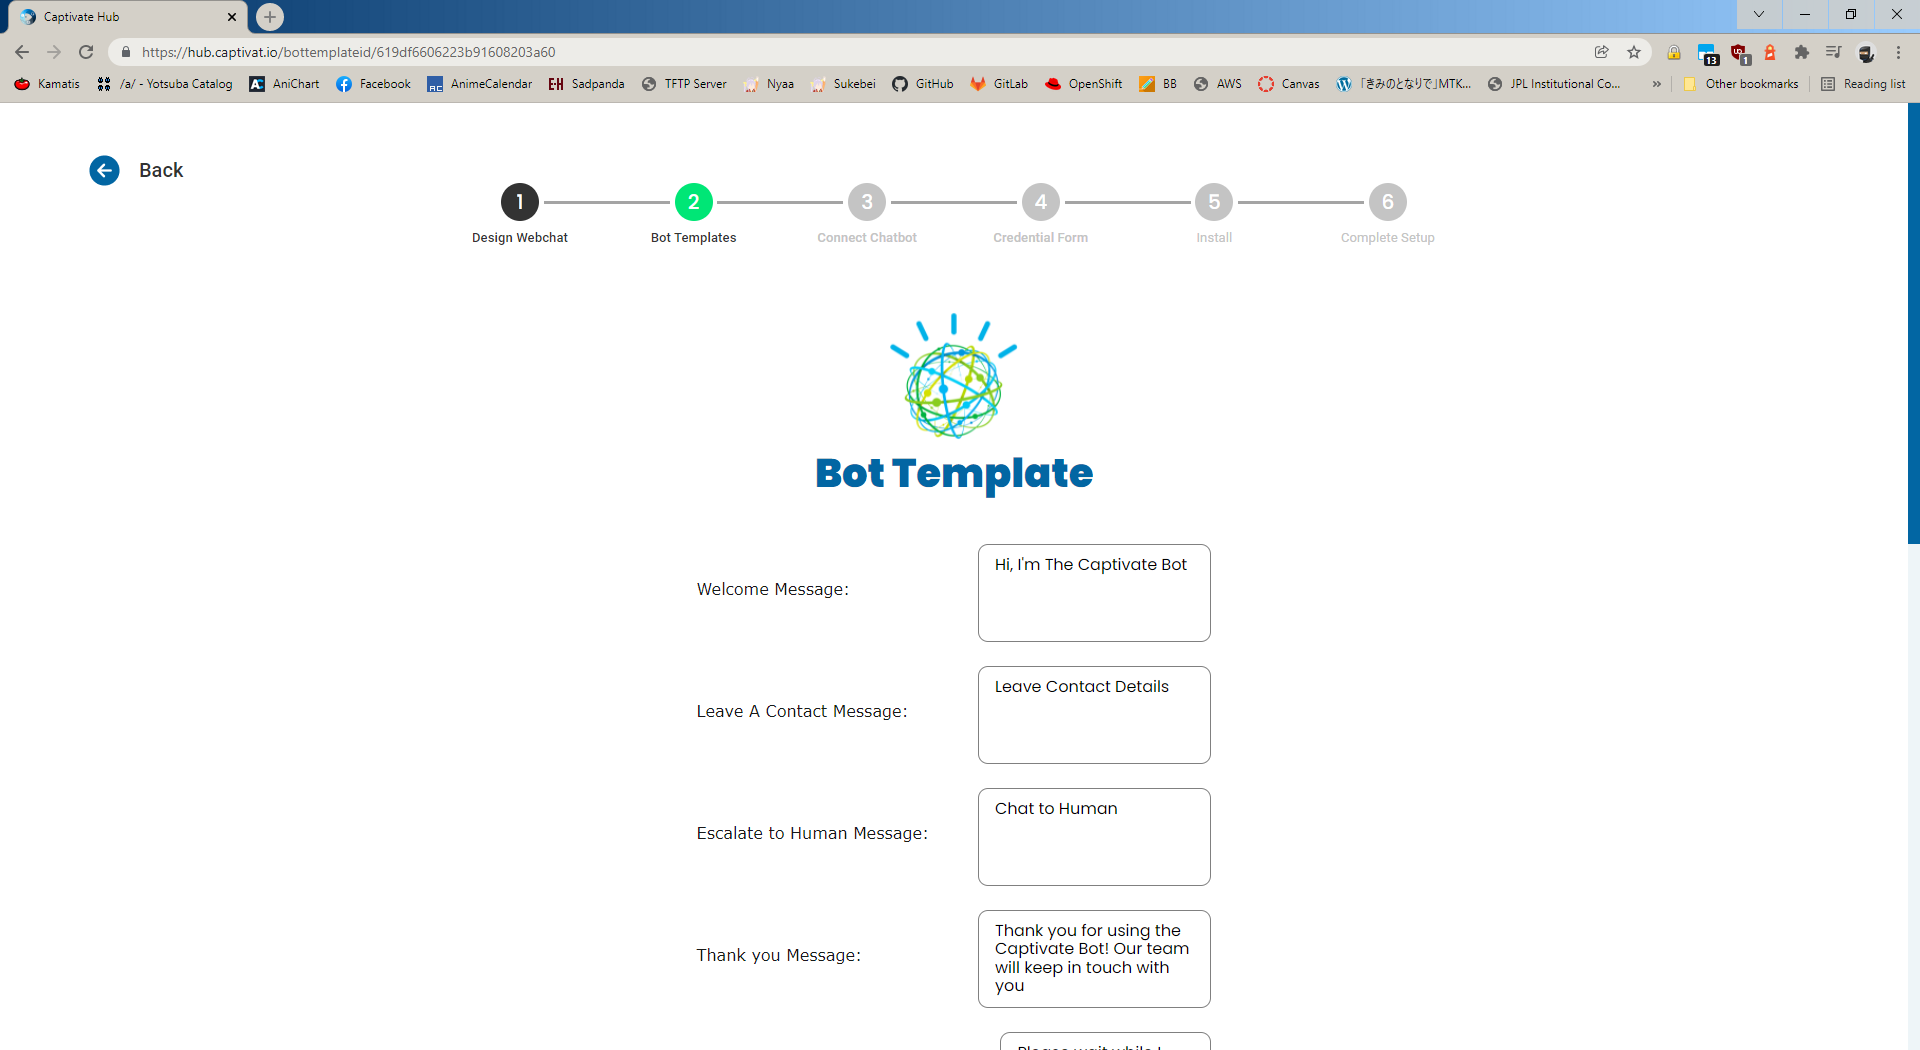 Captivate Hub
https://hub.captivat.io/bottemplateid/619df6606223b91608203a60
13
1
Kamatis
/a/ - Yotsuba Catalog
AniChart
Facebook
AnimeCalendar
Sadpanda
TFTP Server
Nyaa
Sukebei
GitHub
GitLab
OpenShift
BB
AWS
Canvas
「きみのとなりで」MTK...
JPL Institutional Co...
Other bookmarks
Reading list
Back
1
2
3
4
5
6
Design Webchat
Bot Templates
Connect Chatbot
Credential Form
Install
Complete Setup
Bot Template
Welcome Message:
Hi, I'm The Captivate Bot
Leave A Contact Message:
Leave Contact Details
Escalate to Human Message:
Chat to Human
Thank you Message:
Thank you for using the
Captivate Bot! Our team
will keep in touch with
you
Please wait while I